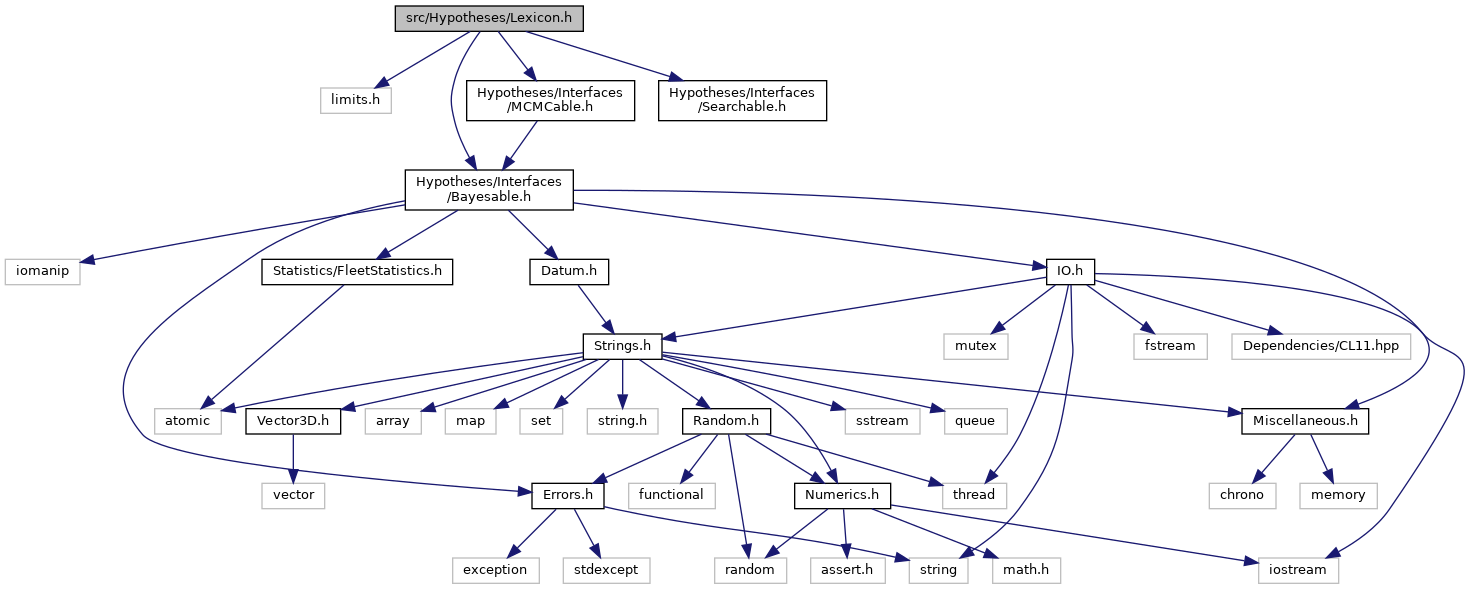 src/Hypotheses/Lexicon.h
limits.h
Hypotheses/Interfaces
/MCMCable.h
Hypotheses/Interfaces
/Searchable.h
Hypotheses/Interfaces
/Bayesable.h
iomanip
Statistics/FleetStatistics.h
Datum.h
IO.h
Strings.h
mutex
fstream
Dependencies/CL11.hpp
atomic
Vector3D.h
array
map
set
string.h
Random.h
sstream
queue
Miscellaneous.h
vector
Errors.h
functional
Numerics.h
thread
chrono
memory
exception
stdexcept
random
assert.h
string
math.h
iostream